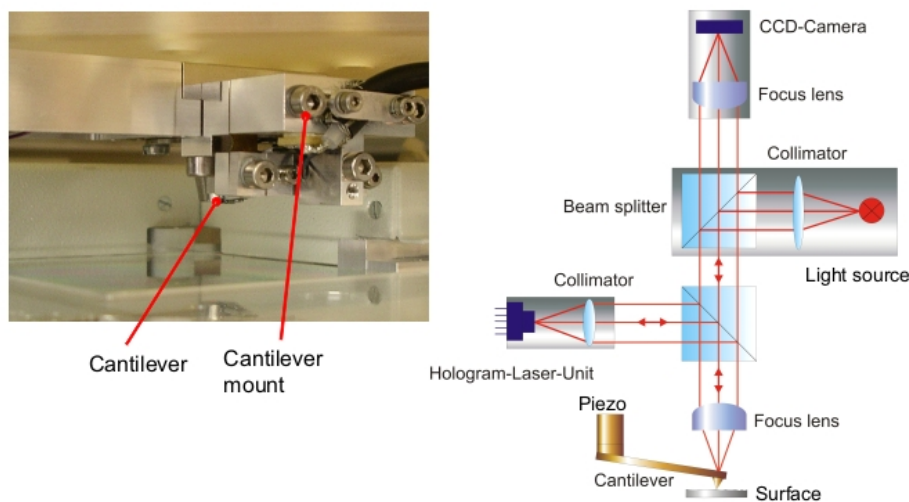 Cantilever
Cantilever
mount
CCD-Camera
Focus lens
Collimator
Beam splitter
Light source
Collimator
Hologram-Laser-Unit
Piezo
Focus lens
Cantilever
Surface